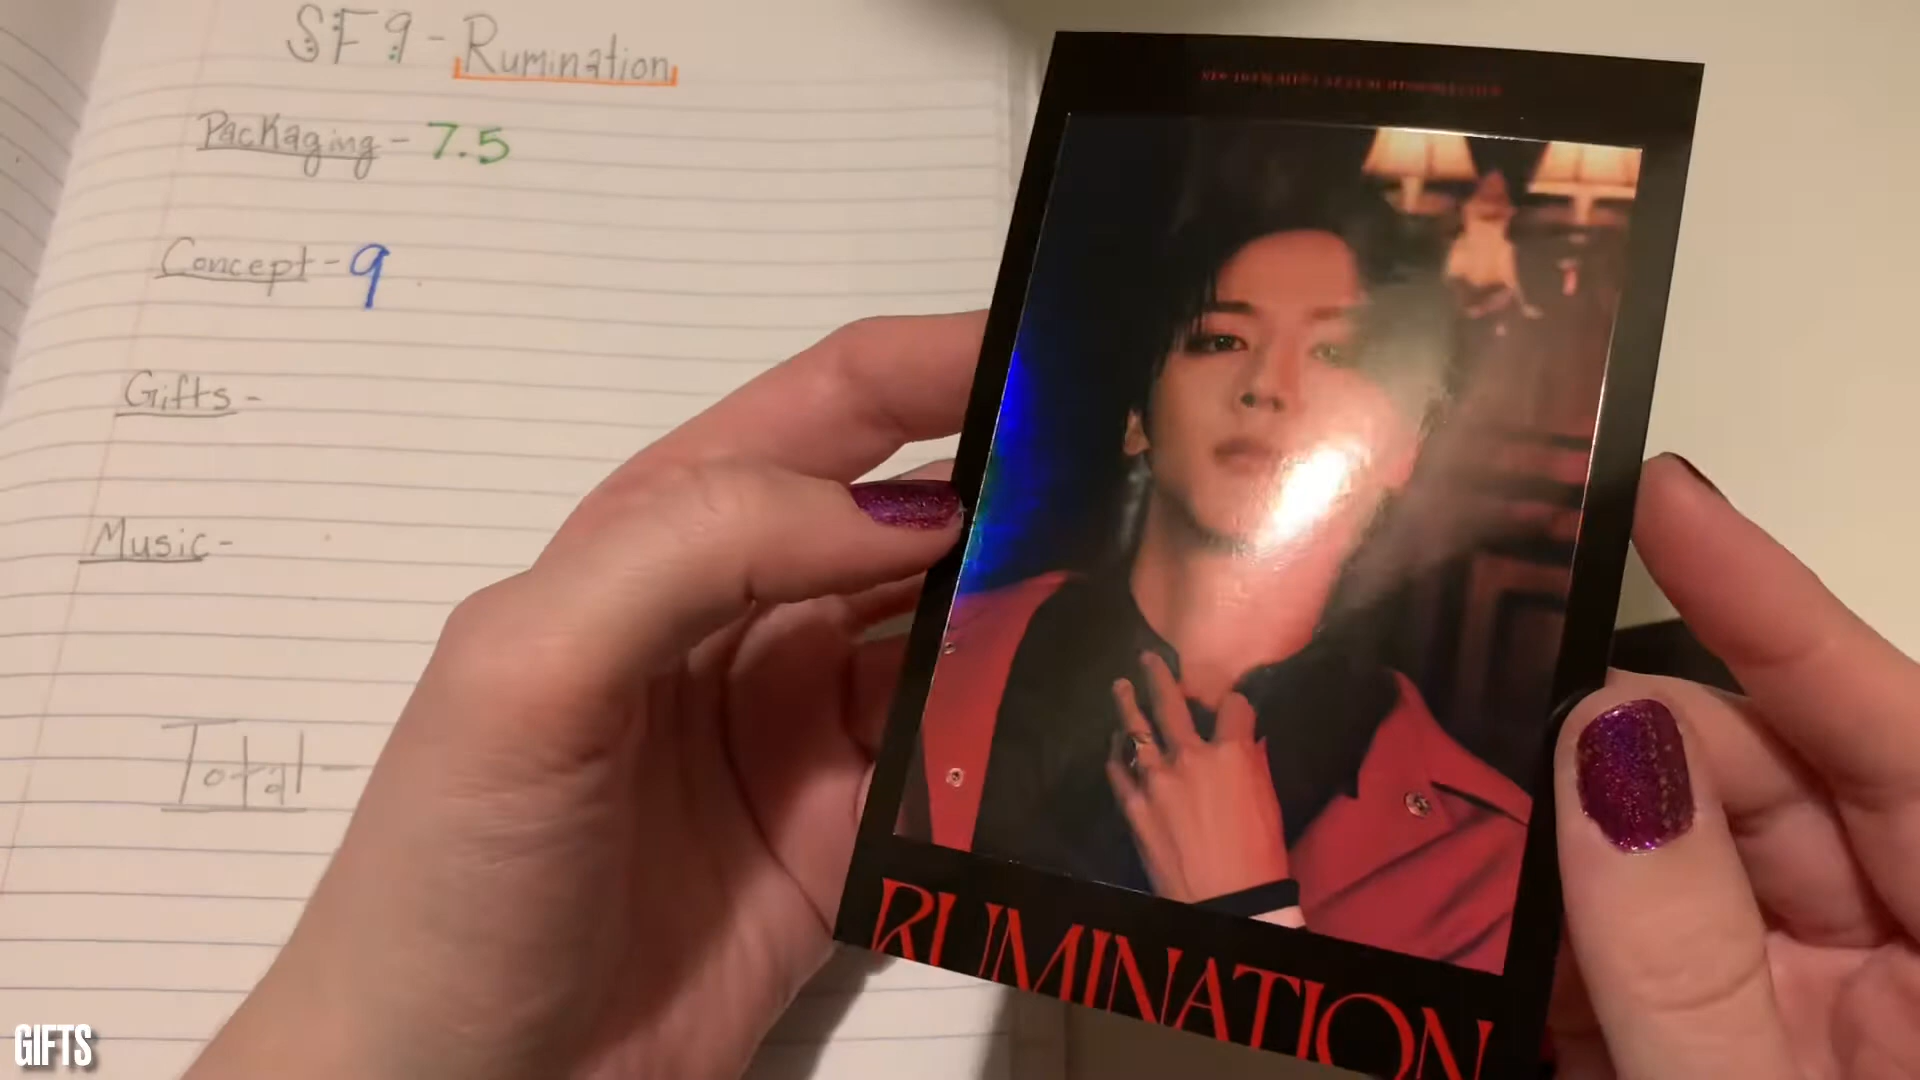 SF9 - Rumination
Packaging - 7.5
Concept - 9
Gifts -
Music -
Total -
RUMINATION
GIFTS